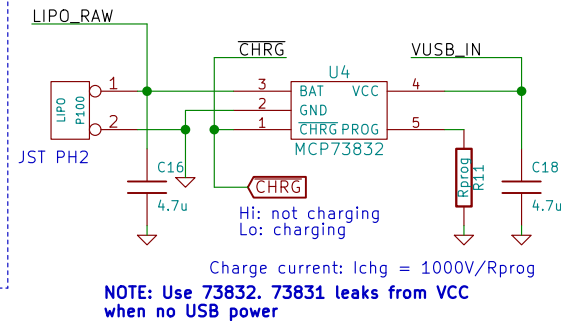 LIPO_RAW
CHRG
VUSB_IN
U4
1
3
BAT
VCC
4
LIPO
P100
2
GND
2
1
CHRG
PROG
5
JST PH2
MCP73832
C16
4.7u
CHRG
Rprog
R11
C18
4.7u
Hi: not charging
Lo: charging
Charge current: Ichg = 1000V/Rprog
NOTE: Use 73832. 73831 leaks from VCC
when no USB power